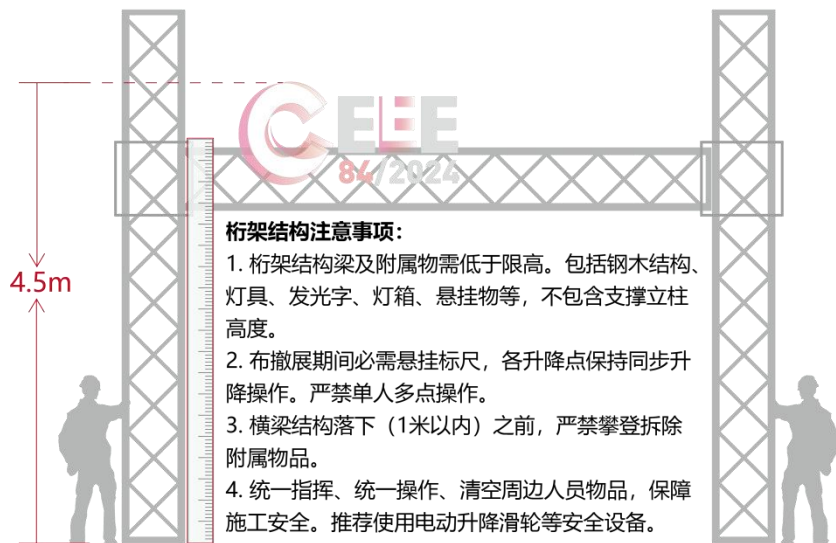 CEEE
84/2024
4.5m
桁架结构注意事项：
1. 桁架结构梁及附属物需低于限高。包括钢木结构、
灯具、发光字、灯箱、悬挂物等，不包含支撑立柱
高度。
2. 布撤展期间必需悬挂标尺，各升降点保持同步升
降操作。严禁单人多点操作。
3. 横梁结构落下（1米以内）之前，严禁攀登拆除
附属物品。
4. 统一指挥、统一操作、清空周边人员物品，保障
施工安全。推荐使用电动升降滑轮等安全设备。